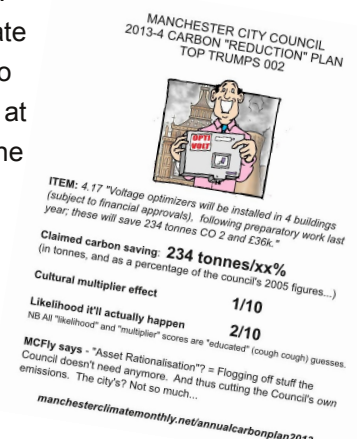 ate
o
at
ne
MANCHESTER CITY COUNCIL
2013-4 CARBON "REDUCTION" PLAN
TOP TRUMPS 002
OPTI
VOLT
ITEM: 4.17 "Voltage optimizers will be installed in 4 buildings
(subject to financial approvals), following preparatory work last
year; these will save 234 tonnes CO 2 and £36k."
Claimed carbon saving: 234 tonnes/xx%
(in tonnes, and as a percentage of the council's 2005 figures...)
Cultural multiplier effect 1/10
Likelihood it'll actually happen 2/10
NB All "likelihood" and "multiplier" scores are "educated" (cough cough) guesses.
MCFly says - "Asset Rationalisation"? = Flogging off stuff the
Council doesn't need anymore. And thus cutting the Council's own
emissions. The city's? Not so much...
manchesterclimatemonthly.net/annualcarbonplan2013